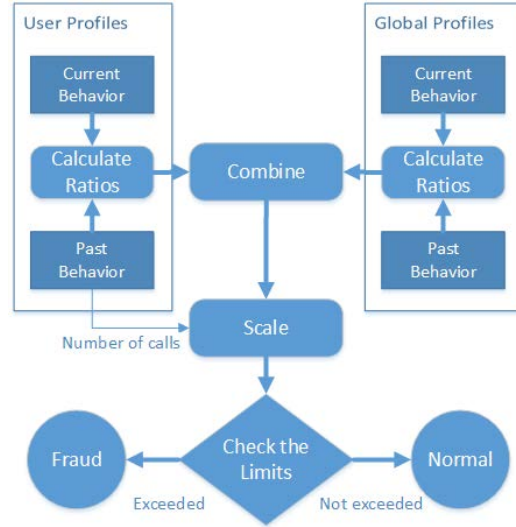 User Profiles
Current
Behavior
Calculate
Ratios
Past
Behavior
Number of calls
Global Profiles
Current
Behavior
Calculate
Ratios
Past
Behavior
Combine
Scale
Check the
Limits
Fraud
Exceeded
Normal
Not exceeded